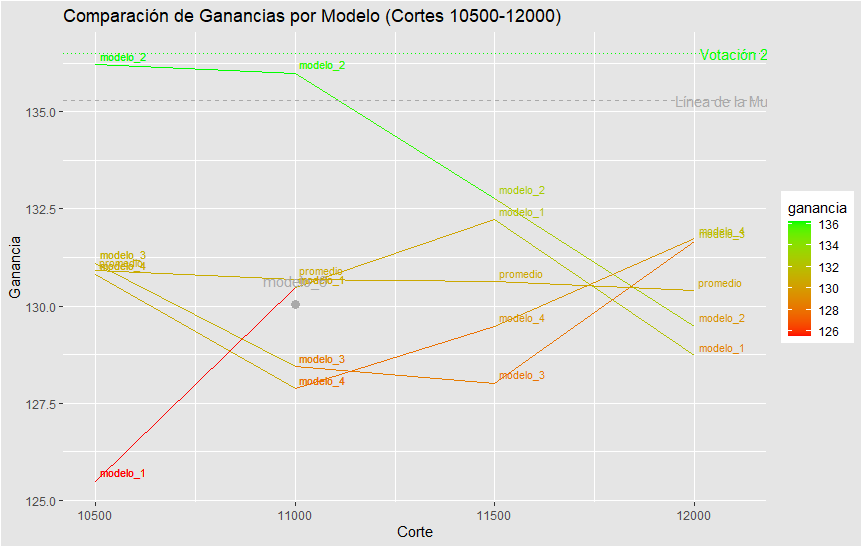 Comparación de Ganancias por Modelo (Cortes 10500-12000)
Votación 2
modelo_2
modelo_2
Línea de la Mu
135.0
ganancia
136
134
132
130
128
126
modelo_2
132.5
modelo_1
modelo_4
modelo_3
modelo_3
promedio
modelo_4
promedio
modelo_1
promedio
promedio
130.0
modelo_4
modelo_2
modelo_3
modelo_1
modelo_4
modelo_3
127.5
modelo_1
125.0
10500
11000
11500
12000
Corte
Ganancia